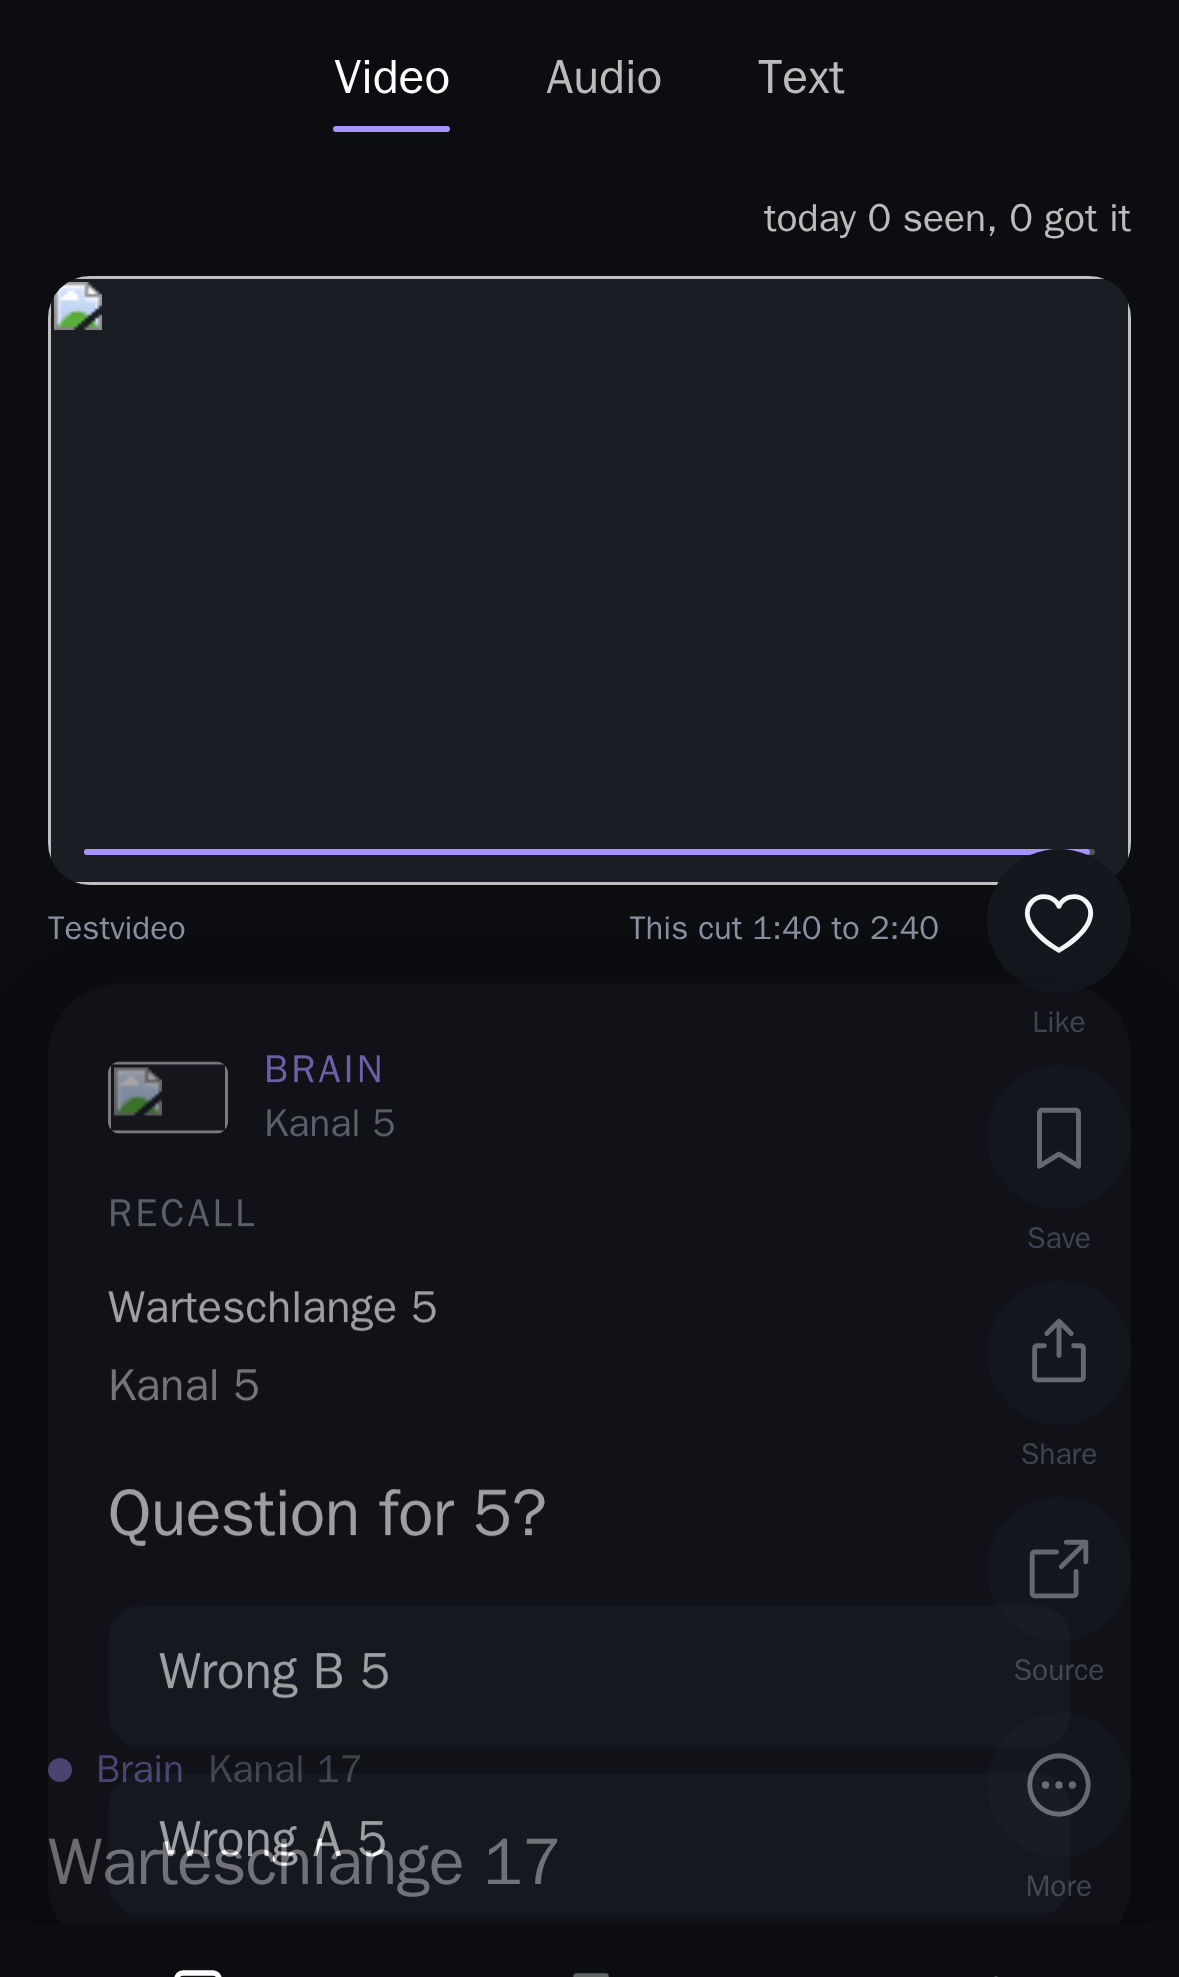 Video Audio Text
today 0 seen, 0 got it
Testvideo This cut 1:40 to 2:40
Like
BRAIN
Kanal 5
RECALL
Save
Warteschlange 5
Kanal 5
Share
Question for 5?
Wrong B 5
Source
Brain Kanal 17
Wrong A 5
Warteschlange 17
More